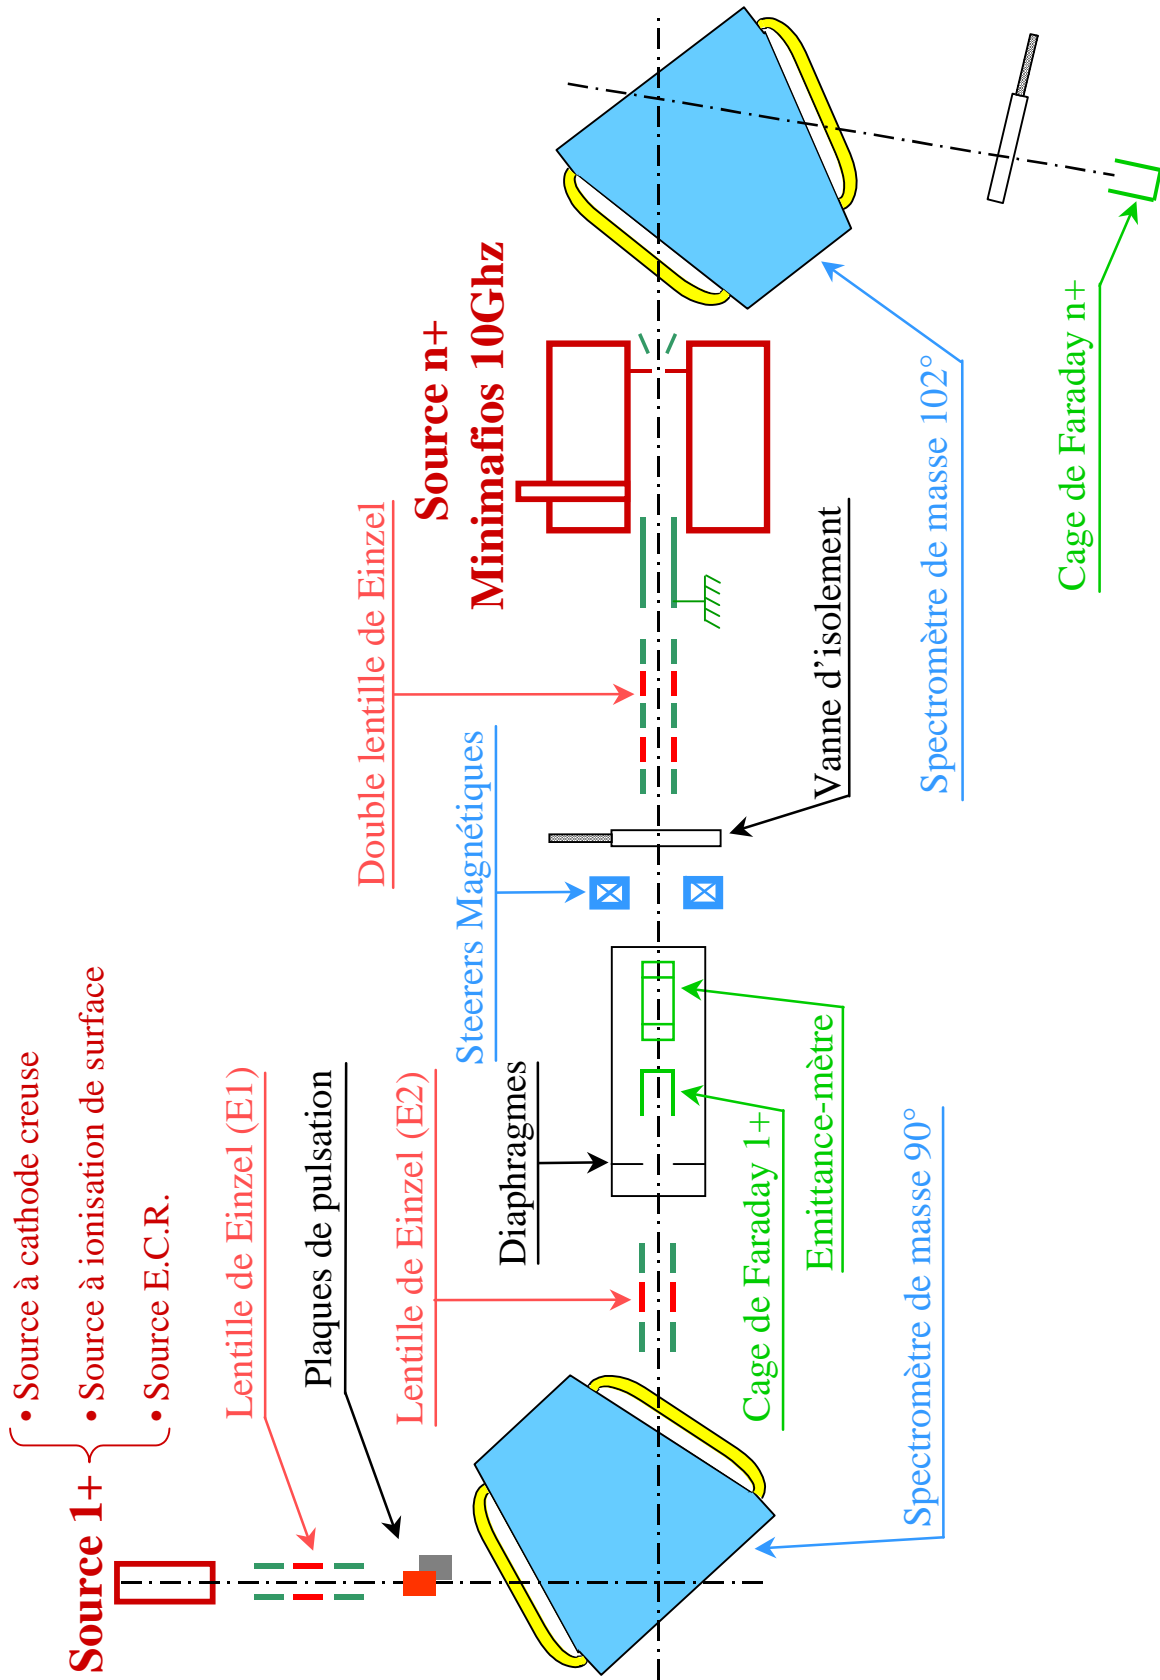 Source 1+
• Source à cathode creuse
• Source à ionisation de surface
• Source E.C.R.
Lentille de Einzel (E1)
Plaques de pulsation
Lentille de Einzel (E2)
Diaphragmes
Steerers Magnétiques
Double lentille de Einzel
Source n+
Minimafios 10Ghz
Cage de Faraday 1+
Emittance-mètre
Vanne d'isolement
Spectromètre de masse 90°
Spectromètre de masse 102°
Cage de Faraday n+